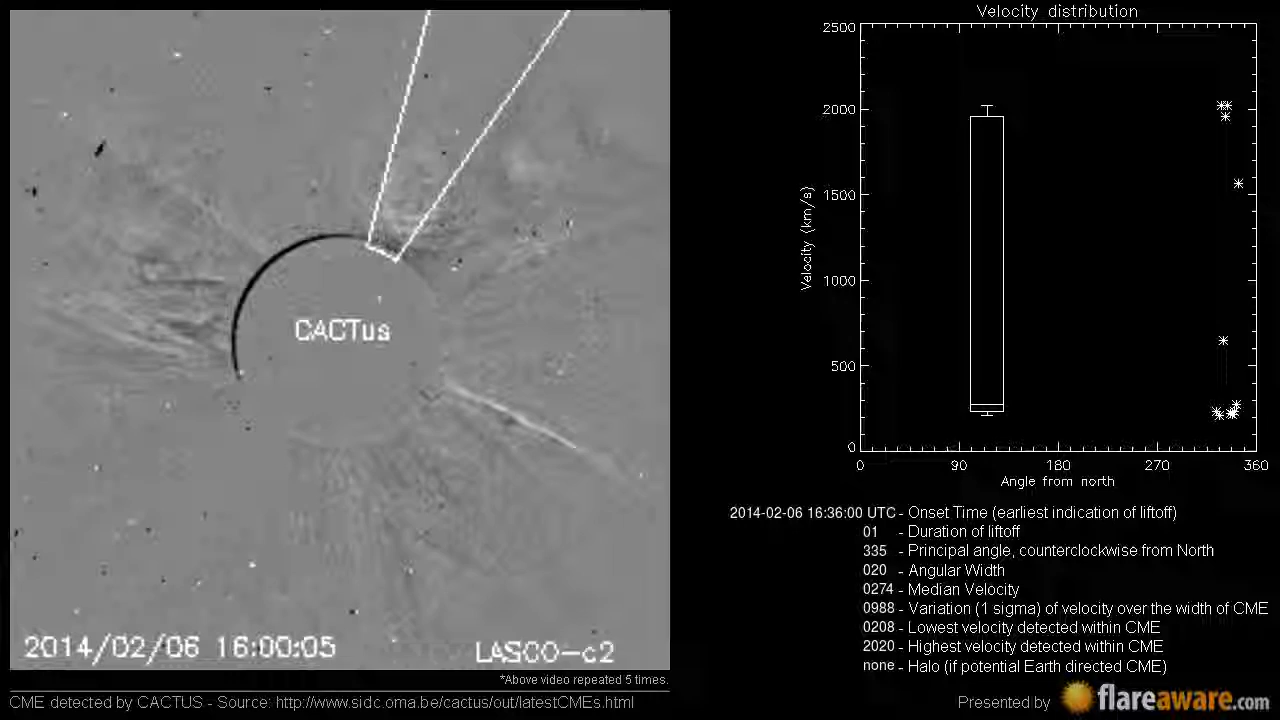 CACTus
2014/02/06 16:00:05
LASCO-c2
*Above video repeated 5 times.
CME detected by CACTUS - Source: http://www.sidc.oma.be/cactus/out/latestCMEs.html
Velocity distribution
2500
2000
1500
1000
500
0
Velocity (km/s)
0 90 180 270 360
Angle from north
2014-02-06 16:36:00 UTC - Onset Time (earliest indication of liftoff)
01 - Duration of liftoff
335 - Principal angle, counterclockwise from North
020 - Angular Width
0274 - Median Velocity
0988 - Variation (1 sigma) of velocity over the width of CME
0208 - Lowest velocity detected within CME
2020 - Highest velocity detected within CME
none - Halo (if potential Earth directed CME)
Presented by flareaware.com